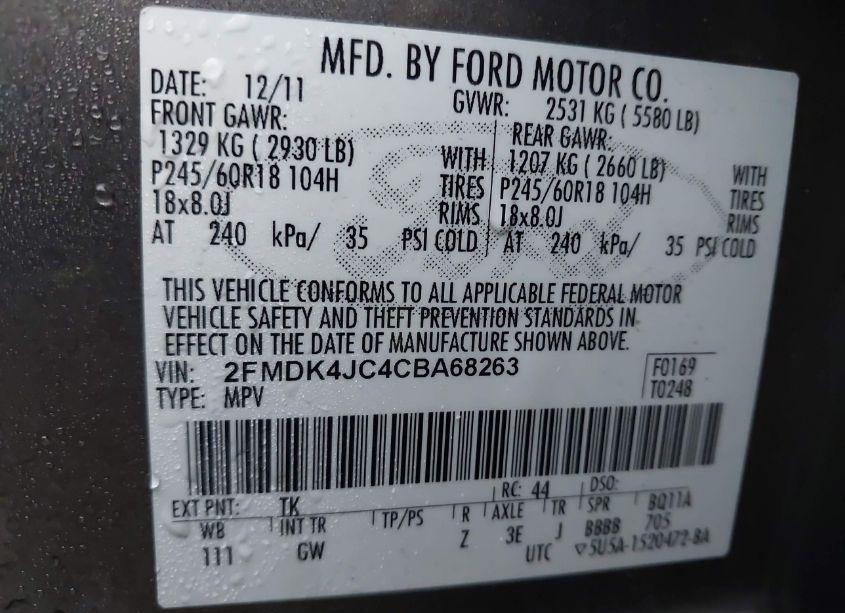 MFD. BY FORD MOTOR CO.
DATE: 12/11 GVWR: 2531 KG ( 5580 LB)
FRONT GAWR: REAR GAWR:
1329 KG ( 2930 LB) WITH 1207 KG ( 2660 LB) WITH
P245/60R18 104H TIRES P245/60R18 104H TIRES
18x8.0J RIMS 18x8.0J RIMS
AT 240 kPa/ 35 PSI COLD AT 240 kPa/ 35 PSI COLD
THIS VEHICLE CONFORMS TO ALL APPLICABLE FEDERAL MOTOR
VEHICLE SAFETY AND THEFT PREVENTION STANDARDS IN
EFFECT ON THE DATE OF MANUFACTURE SHOWN ABOVE.
VIN: 2FMDK4JC4CBA68263 F0169
TYPE: MPV T0248
EXT PNT: TK RC: 44 DSO:
WB INT TR TP/PS R AXLE TR SPR BQ11A
111 GW Z 3E J BBBB 705
UTC ▽5U5A-1520472-BA